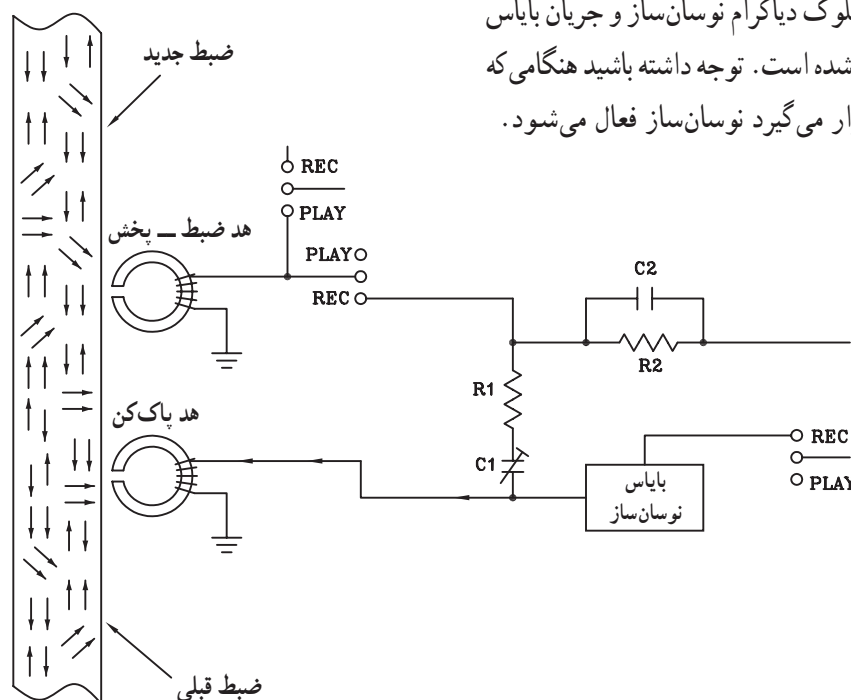 بلوک دیاگرام نوسان‌ساز و جریان بایاس
شده است. توجه داشته باشید هنگامی‌که
می‌گیرد نوسان‌ساز فعال می‌شود.
ضبط جدید
REC
PLAY
هد ضبط ــ پخش
PLAY
REC
C2
R2
R1
هد پاک‌کن
C1
REC
PLAY
بایاس
نوسان‌ساز
ضبط قبلی